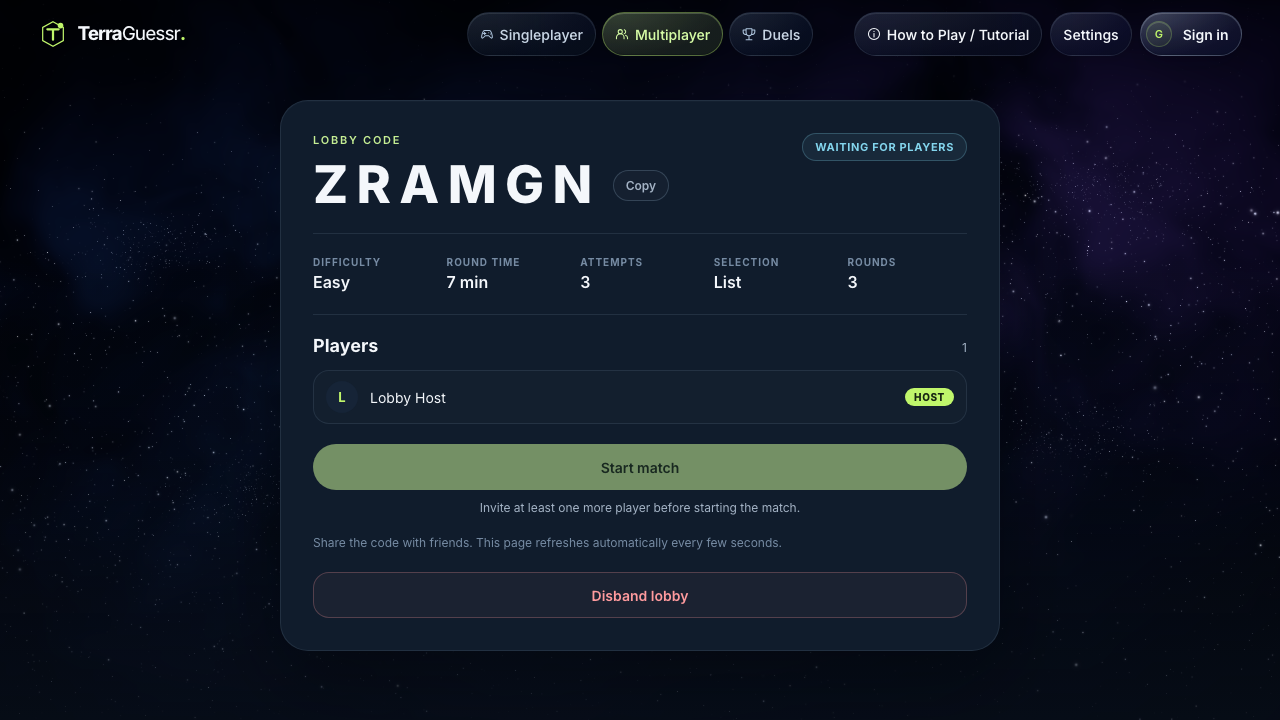 TerraGuessr.
Singleplayer
Multiplayer
Duels
How to Play / Tutorial
Settings
G
Sign in
LOBBY CODE
WAITING FOR PLAYERS
ZRAMGN
Copy
DIFFICULTY
Easy
ROUND TIME
7 min
ATTEMPTS
3
SELECTION
List
ROUNDS
3
Players
1
L
Lobby Host
HOST
Start match
Invite at least one more player before starting the match.
Share the code with friends. This page refreshes automatically every few seconds.
Disband lobby